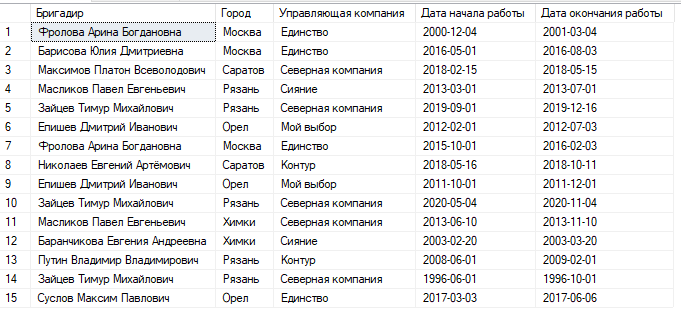 Бригадир Город Управляющая компания Дата начала работы Дата окончания работы
1 Фролова Арина Богдановна Москва Единство 2000-12-04 2001-03-04
2 Барисова Юлия Дмитриевна Москва Единство 2016-05-01 2016-08-03
3 Максимов Платон Всеволодович Саратов Северная компания 2018-02-15 2018-05-15
4 Масликов Павел Евгеньевич Рязань Сияние 2013-03-01 2013-07-01
5 Зайцев Тимур Михайлович Рязань Северная компания 2019-09-01 2019-12-16
6 Епишев Дмитрий Иванович Орел Мой выбор 2012-02-01 2012-07-03
7 Фролова Арина Богдановна Москва Единство 2015-10-01 2016-02-03
8 Николаев Евгений Артёмович Саратов Контур 2018-05-16 2018-10-11
9 Епишев Дмитрий Иванович Орел Мой выбор 2011-10-01 2011-12-01
10 Зайцев Тимур Михайлович Рязань Северная компания 2020-05-04 2020-11-04
11 Масликов Павел Евгеньевич Химки Северная компания 2013-06-10 2013-11-10
12 Баранчикова Евгения Андреевна Химки Сияние 2003-02-20 2003-03-20
13 Путин Владимир Владимирович Рязань Контур 2008-06-01 2009-02-01
14 Зайцев Тимур Михайлович Рязань Северная компания 1996-06-01 1996-10-01
15 Суслов Максим Павлович Орел Единство 2017-03-03 2017-06-06